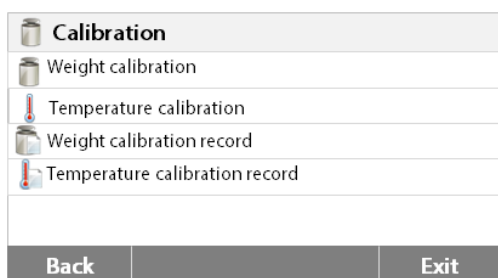 Calibration
Weight calibration
Temperature calibration
Weight calibration record
Temperature calibration record
Back Exit